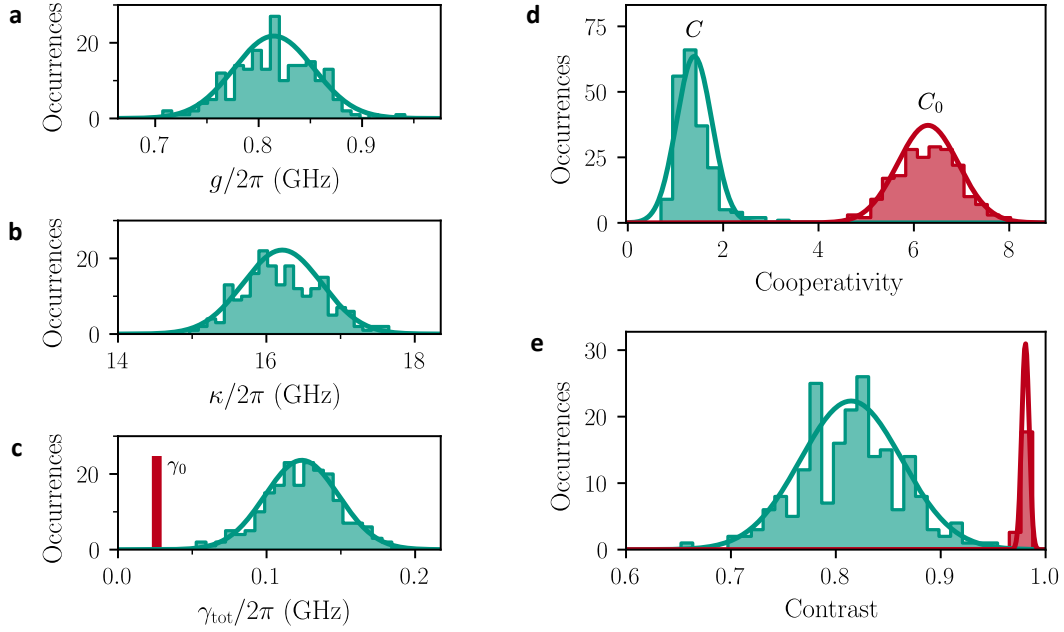 a
Occurrences
20
0
0.7 0.8 0.9
g/2π (GHz)
b
Occurrences
20
0
14 16 18
κ/2π (GHz)
c
Occurrences
20
0
γ₀
0.0 0.1 0.2
γ_tot/2π (GHz)
d
Occurrences
75
50
25
0
C
C₀
0 2 4 6 8
Cooperativity
e
Occurrences
30
20
10
0
0.6 0.7 0.8 0.9 1.0
Contrast